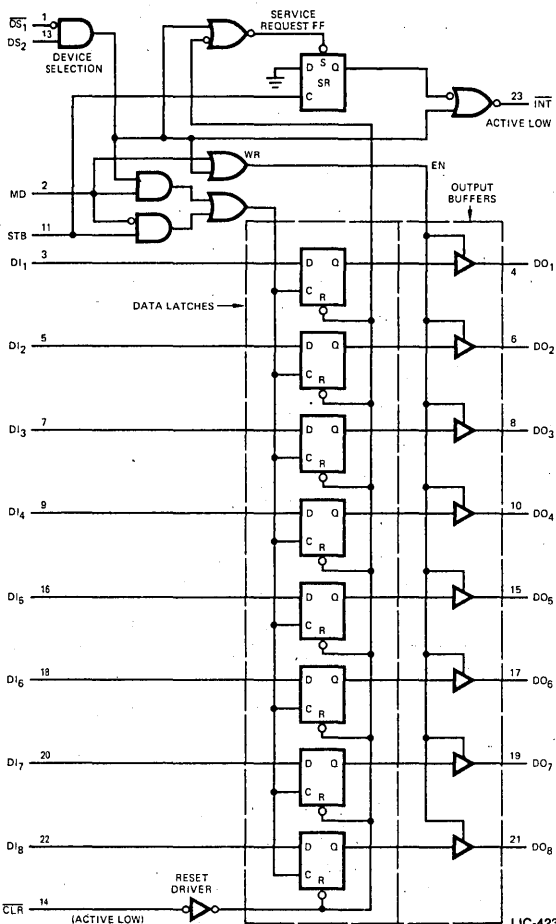 DS1 1
DS2 13
DEVICE
SELECTION
SERVICE
REQUEST FF
S
D Q
SR
C
23 INT
ACTIVE LOW
WR
EN
MD 2
STB 11
OUTPUT
BUFFERS
DATA LATCHES
DI1 3
D Q
C R
4 DO1
DI2 5
D Q
C R
6 DO2
DI3 7
D Q
C R
8 DO3
DI4 9
D Q
C R
10 DO4
DI5 16
D Q
C R
15 DO5
DI6 18
D Q
C R
17 DO6
DI7 20
D Q
C R
19 DO7
DI8 22
D Q
C R
21 DO8
RESET
DRIVER
CLR 14
(ACTIVE LOW)